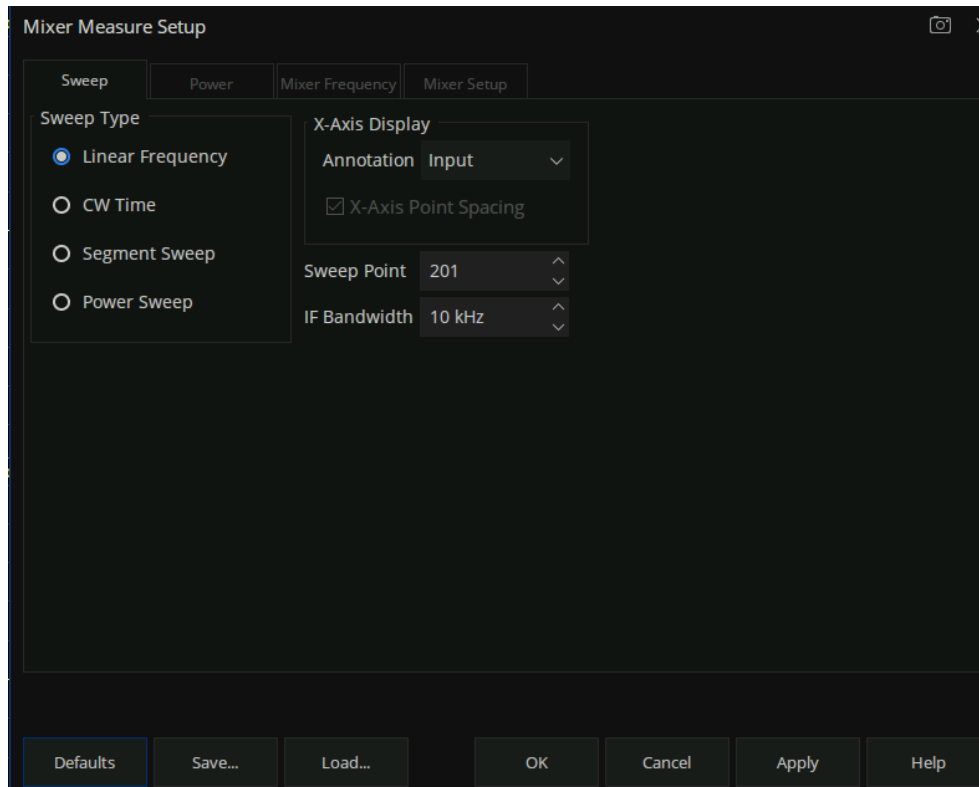 Mixer Measure Setup
Sweep Power Mixer Frequency Mixer Setup
Sweep Type
Linear Frequency
CW Time
Segment Sweep
Power Sweep
X-Axis Display
Annotation Input
X-Axis Point Spacing
Sweep Point 201
IF Bandwidth 10 kHz
Defaults Save... Load... OK Cancel Apply Help